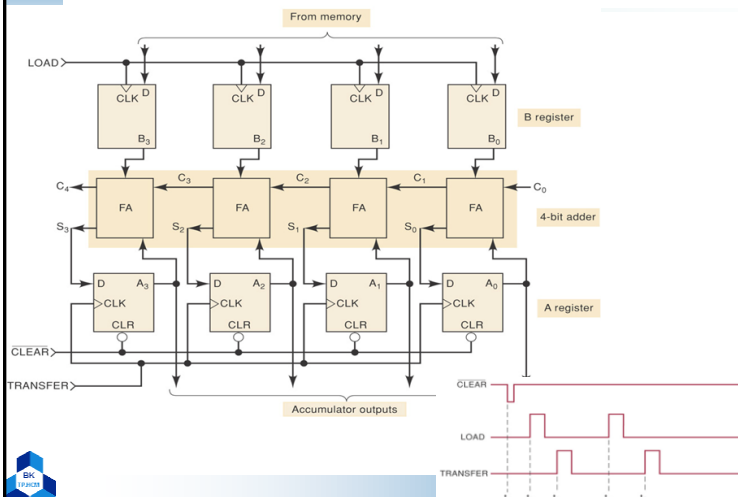 From memory
LOAD
CLK D CLK D CLK D CLK D
B register
B₃ B₂ B₁ B₀
C₄ C₃ C₂ C₁ C₀
FA FA FA FA
4-bit adder
S₃ S₂ S₁ S₀
D A₃ D A₂ D A₁ D A₀
CLK CLK CLK CLK
A register
CLR CLR CLR CLR
CLEAR
TRANSFER
Accumulator outputs
CLEAR
LOAD
TRANSFER
BK
TP.HCM